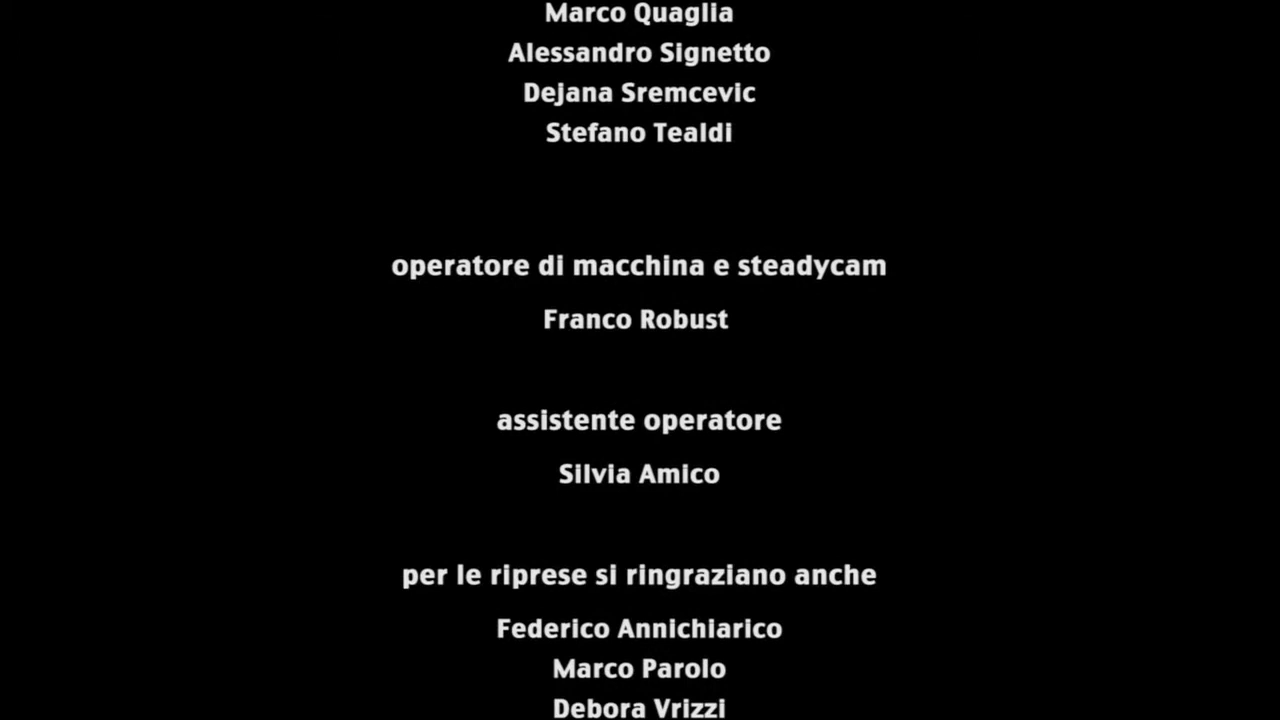 Marco Quaglia
Alessandro Signetto
Dejana Sremcevic
Stefano Tealdi
operatore di macchina e steadycam
Franco Robust
assistente operatore
Silvia Amico
per le riprese si ringraziano anche
Federico Annichiarico
Marco Parolo
Debora Vrizzi